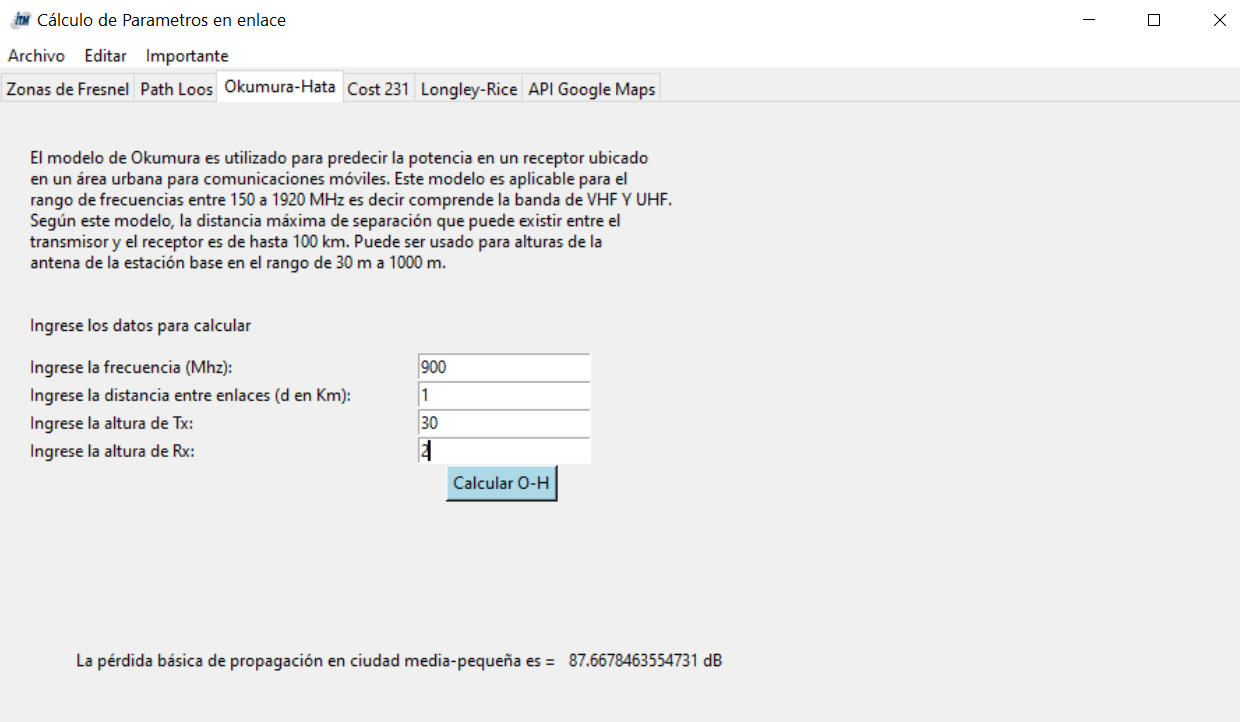 iTM Cálculo de Parametros en enlace
Archivo Editar Importante
Zonas de Fresnel Path Loos Okumura-Hata Cost 231 Longley-Rice API Google Maps
El modelo de Okumura es utilizado para predecir la potencia en un receptor ubicado
en un área urbana para comunicaciones móviles. Este modelo es aplicable para el
rango de frecuencias entre 150 a 1920 MHz es decir comprende la banda de VHF Y UHF.
Según este modelo, la distancia máxima de separación que puede existir entre el
transmisor y el receptor es de hasta 100 km. Puede ser usado para alturas de la
antena de la estación base en el rango de 30 m a 1000 m.
Ingrese los datos para calcular
Ingrese la frecuencia (Mhz): 900
Ingrese la distancia entre enlaces (d en Km): 1
Ingrese la altura de Tx: 30
Ingrese la altura de Rx: 2
Calcular O-H
La pérdida básica de propagación en ciudad media-pequeña es = 87.6678463554731 dB